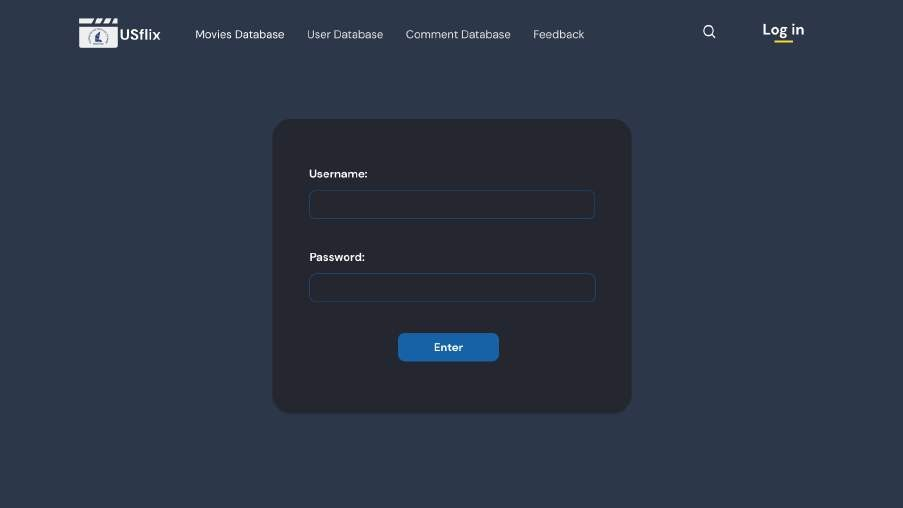 USflix
Movies Database
User Database
Comment Database
Feedback
Log in
Username:
Password:
Enter